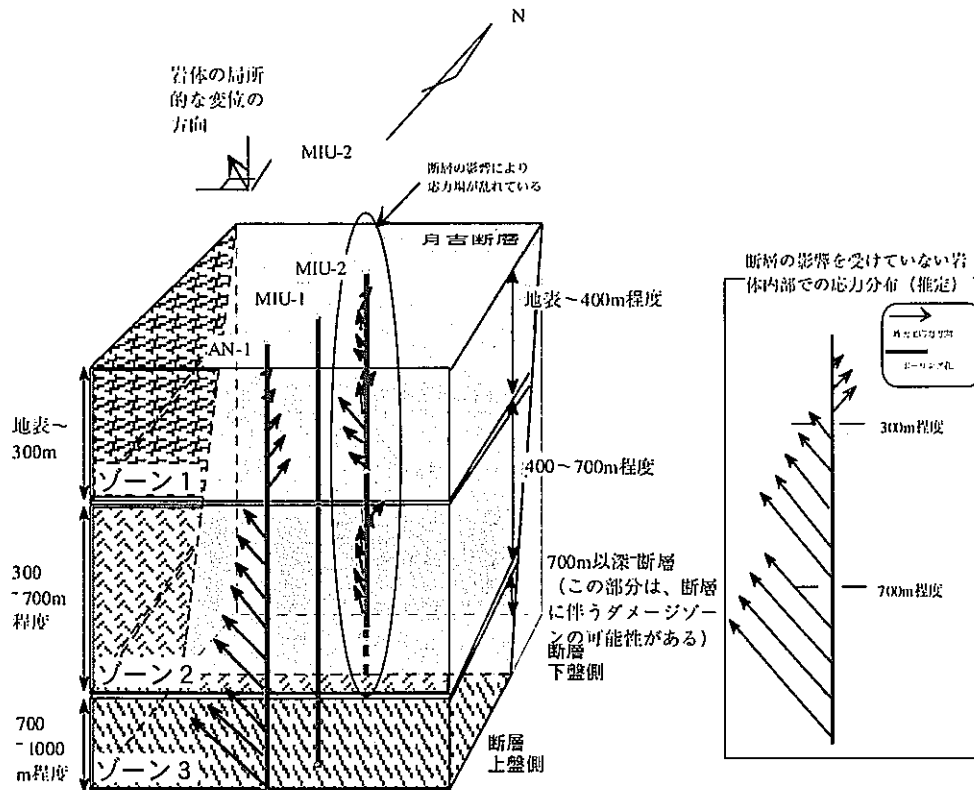 N
岩体の局所
的な変位の
方向
MIU-2
断層の影響により
応力場が乱れている
月吉断層
MIU-2
MIU-1
AN-1
地表～400m程度
地表～
300m
ゾーン1
400～700m程度
300
~700m
程度
ゾーン2
700m以深-断層
（この部分は、断層
に伴うダメージゾー
ンの可能性がある）
断層
下盤側
700
~1000
m程度
ゾーン3
断層
上盤側
断層の影響を受けていない岩
体内部での応力分布（推定）
ボーリング孔
300m程度
700m程度